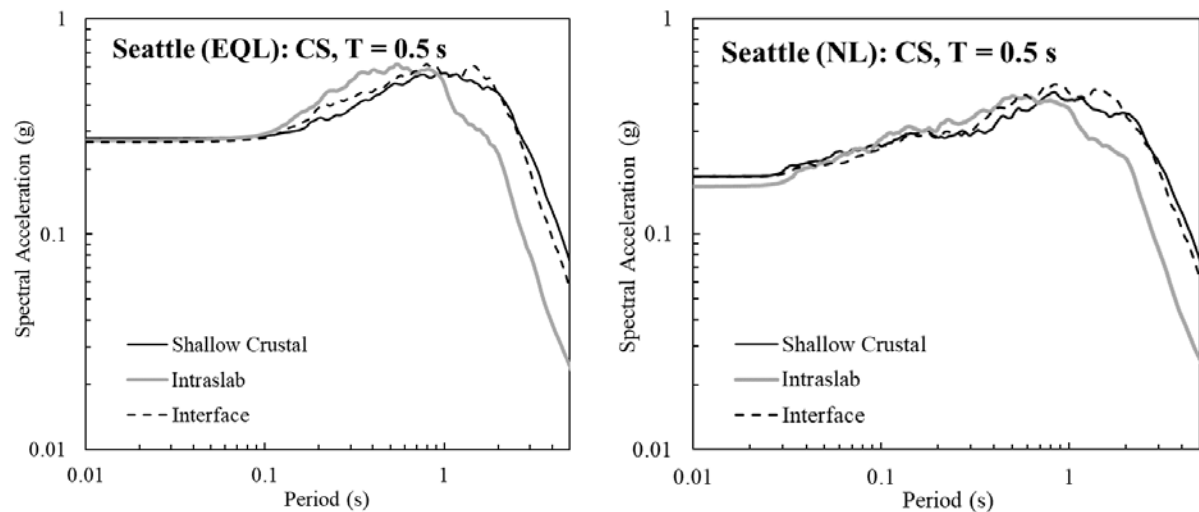 1
Seattle (EQL): CS, T = 0.5 s
Spectral Acceleration (g)
0.1
Shallow Crustal
Intraslab
Interface
0.01
0.01
0.1
1
Period (s)
1
Seattle (NL): CS, T = 0.5 s
Spectral Acceleration (g)
0.1
Shallow Crustal
Intraslab
Interface
0.01
0.01
0.1
1
Period (s)